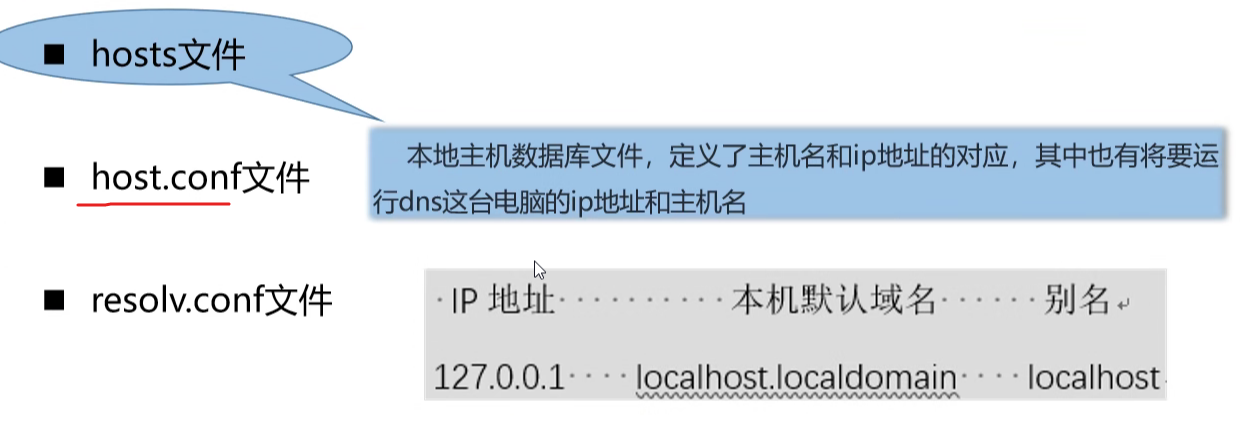 hosts文件
本地主机数据库文件，定义了主机名和ip地址的对应，其中也有将要运
行dns这台电脑的ip地址和主机名
host.conf文件
resolv.conf文件
IP 地址 本机默认域名 别名
127.0.0.1 localhost.localdomain localhost